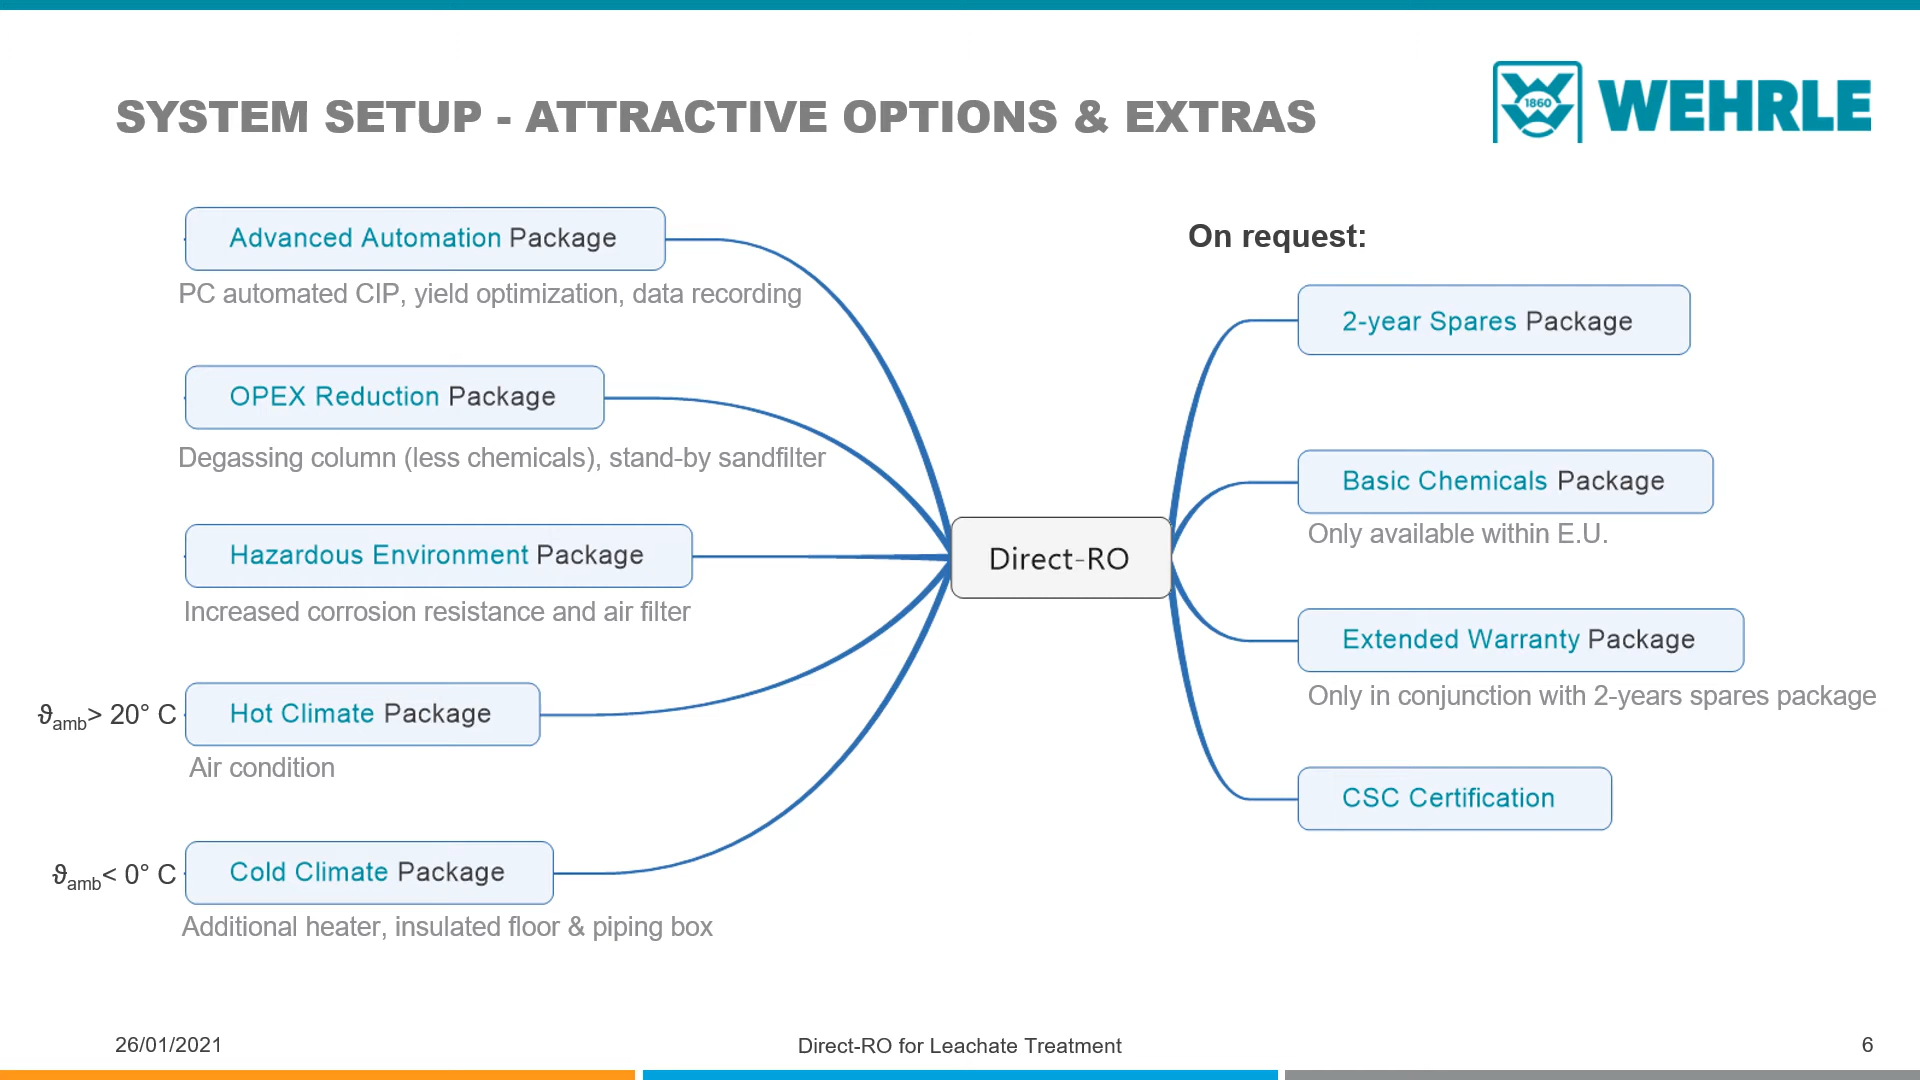 SYSTEM SETUP - ATTRACTIVE OPTIONS & EXTRAS
1860
WEHRLE
Advanced Automation Package
PC automated CIP, yield optimization, data recording
OPEX Reduction Package
Degassing column (less chemicals), stand-by sandfilter
Hazardous Environment Package
Increased corrosion resistance and air filter
ϑamb> 20° C
Hot Climate Package
Air condition
ϑamb< 0° C
Cold Climate Package
Additional heater, insulated floor & piping box
Direct-RO
On request:
2-year Spares Package
Basic Chemicals Package
Only available within E.U.
Extended Warranty Package
Only in conjunction with 2-years spares package
CSC Certification
26/01/2021
Direct-RO for Leachate Treatment
6